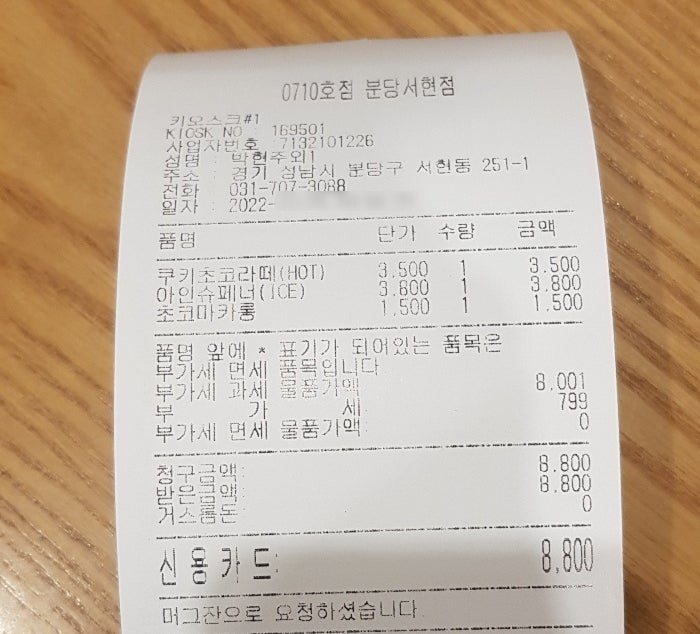 0710호점 분당서현점
키오스크#1
KIOSK NO : 169501
사업자번호 :7132101226
성명 : 박현주외1
주소 : 경기 성남시 분당구 서현동 251-1
전화 : 031-707-3088
일자 : 2022-
품명 단가 수량 금액
쿠키초코라떼(HOT) 3,500 1 3,500
아인슈페너(ICE) 3,800 1 3,800
초코마카롱 1,500 1 1,500
품명 앞에 * 표기가 되어있는 품목은
부가세 면세 품목입니다
부가세 과세 물품가액 8,001
부 가 세: 799
부가세 면세 물품가액: 0
청구금액: 8,800
받은금액: 8,800
거스름돈: 0
신용카드: 8,800
머그잔으로 요청하셨습니다.